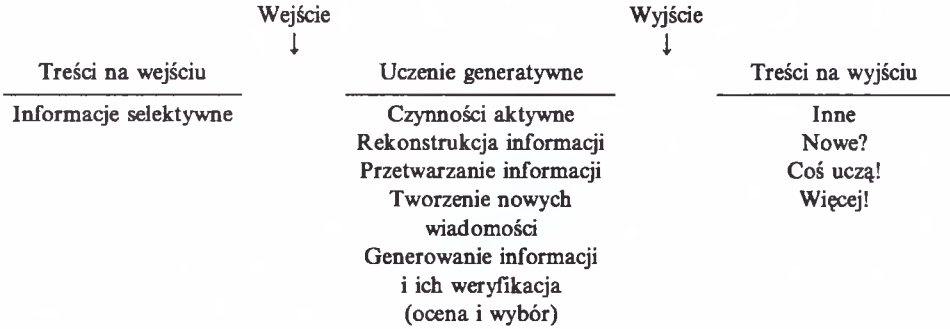 Wejście
Wyjście
Treści na wejściu
Informacje selektywne
Uczenie generatywne
Czynności aktywne
Rekonstrukcja informacji
Przetwarzanie informacji
Tworzenie nowych
wiadomości
Generowanie informacji
i ich weryfikacja
(ocena i wybór)
Treści na wyjściu
Inne
Nowe?
Coś uczą!
Więcej!